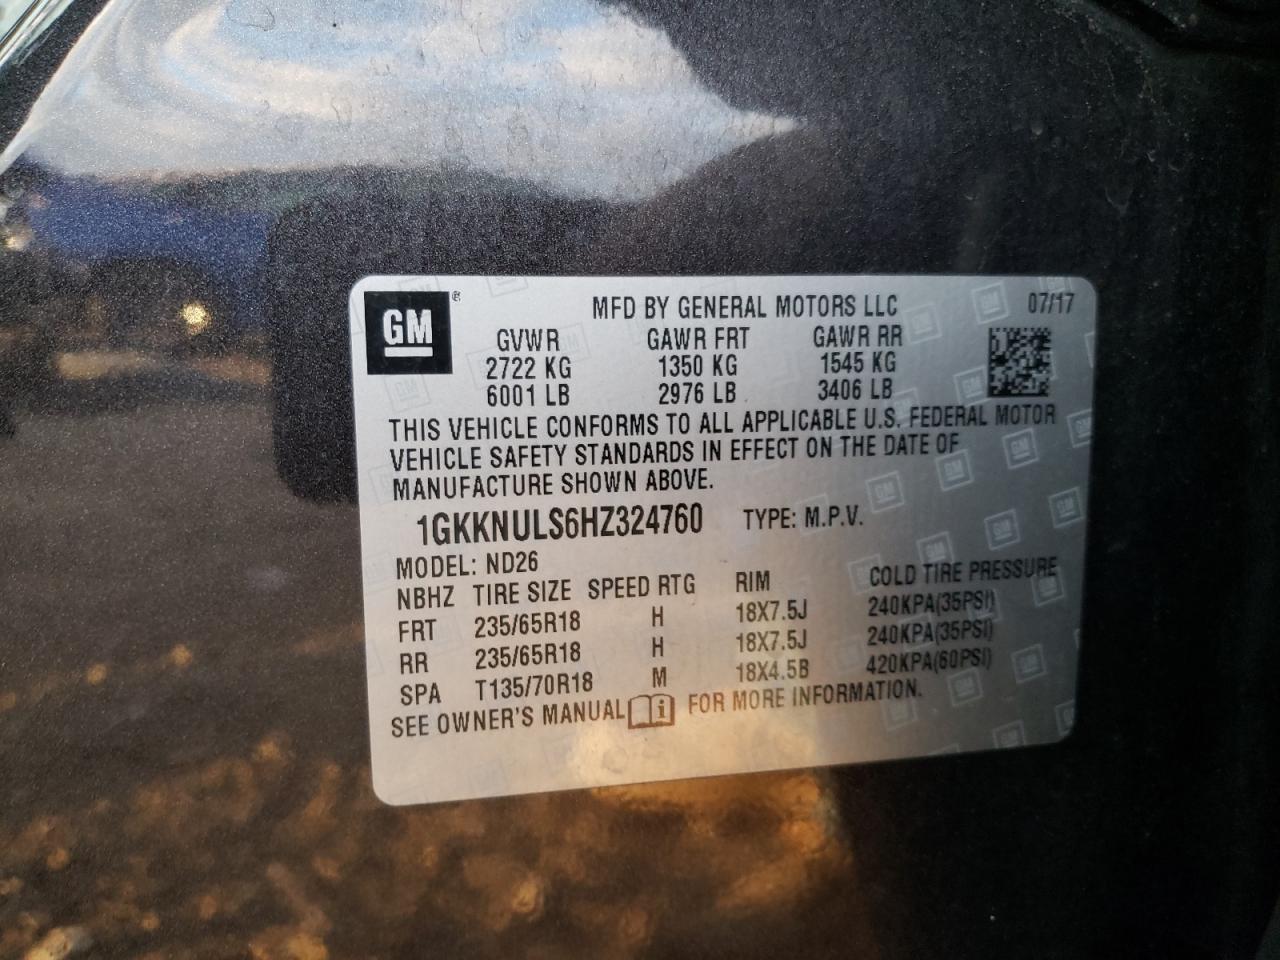 GM ®
MFD BY GENERAL MOTORS LLC 07/17
GVWR GAWR FRT GAWR RR
2722 KG 1350 KG 1545 KG
6001 LB 2976 LB 3406 LB
THIS VEHICLE CONFORMS TO ALL APPLICABLE U.S. FEDERAL MOTOR
VEHICLE SAFETY STANDARDS IN EFFECT ON THE DATE OF
MANUFACTURE SHOWN ABOVE.
1GKKNULS6HZ324760 TYPE: M.P.V.
MODEL: ND26
NBHZ TIRE SIZE SPEED RTG RIM COLD TIRE PRESSURE
FRT 235/65R18 H 18X7.5J 240KPA(35PSI)
RR 235/65R18 H 18X7.5J 240KPA(35PSI)
SPA T135/70R18 M 18X4.5B 420KPA(60PSI)
SEE OWNER'S MANUAL i FOR MORE INFORMATION.